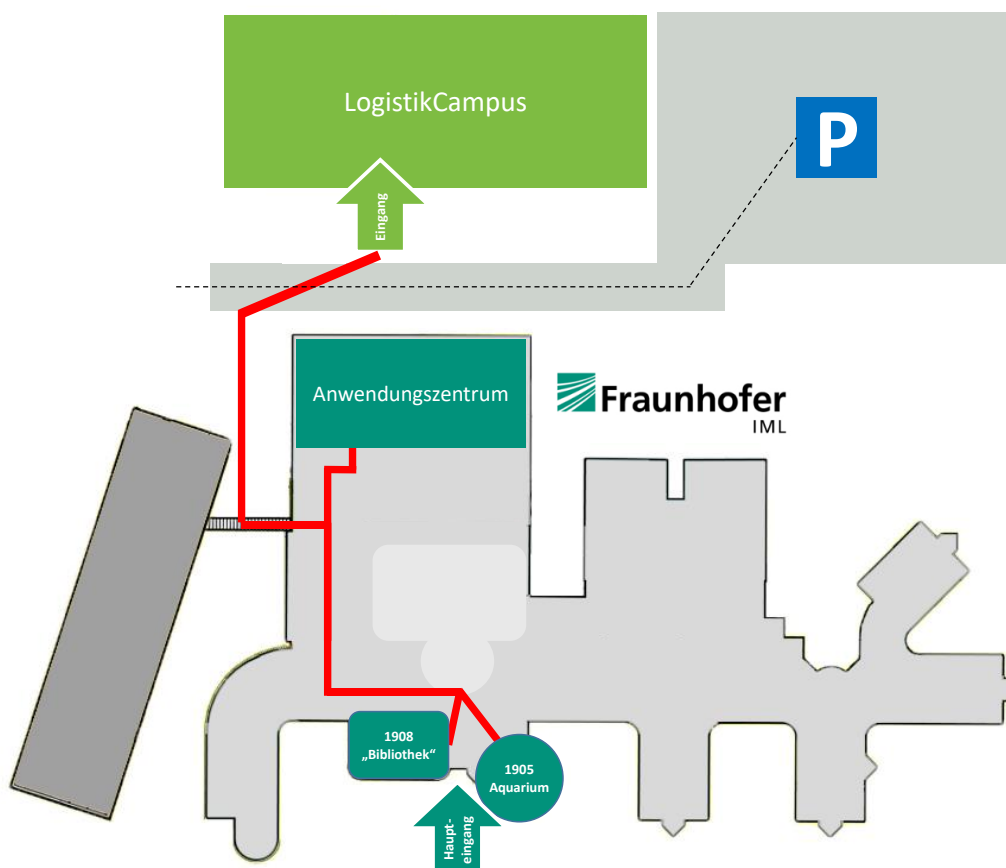 LogistikCampus
P
Eingang
Anwendungszentrum
Fraunhofer
IML
1908
„Bibliothek“
1905
Aquarium
Haupt-
eingang